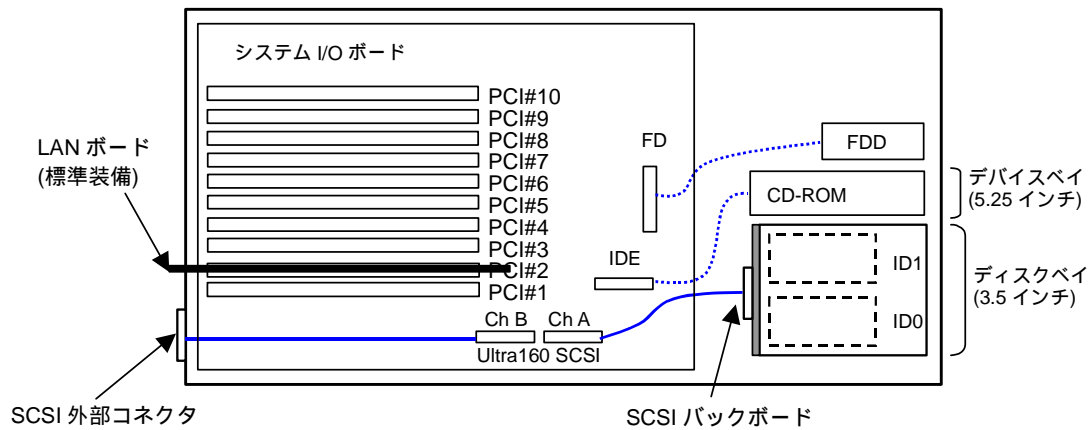 システム I/O ボード
PCI#10
PCI#9
PCI#8
PCI#7
PCI#6
PCI#5
PCI#4
PCI#3
PCI#2
PCI#1
LAN ボード
(標準装備)
FD
IDE
Ch B
Ch A
Ultra160 SCSI
FDD
CD-ROM
ID1
ID0
デバイスベイ
(5.25 インチ)
ディスクベイ
(3.5 インチ)
SCSI 外部コネクタ
SCSI バックボード